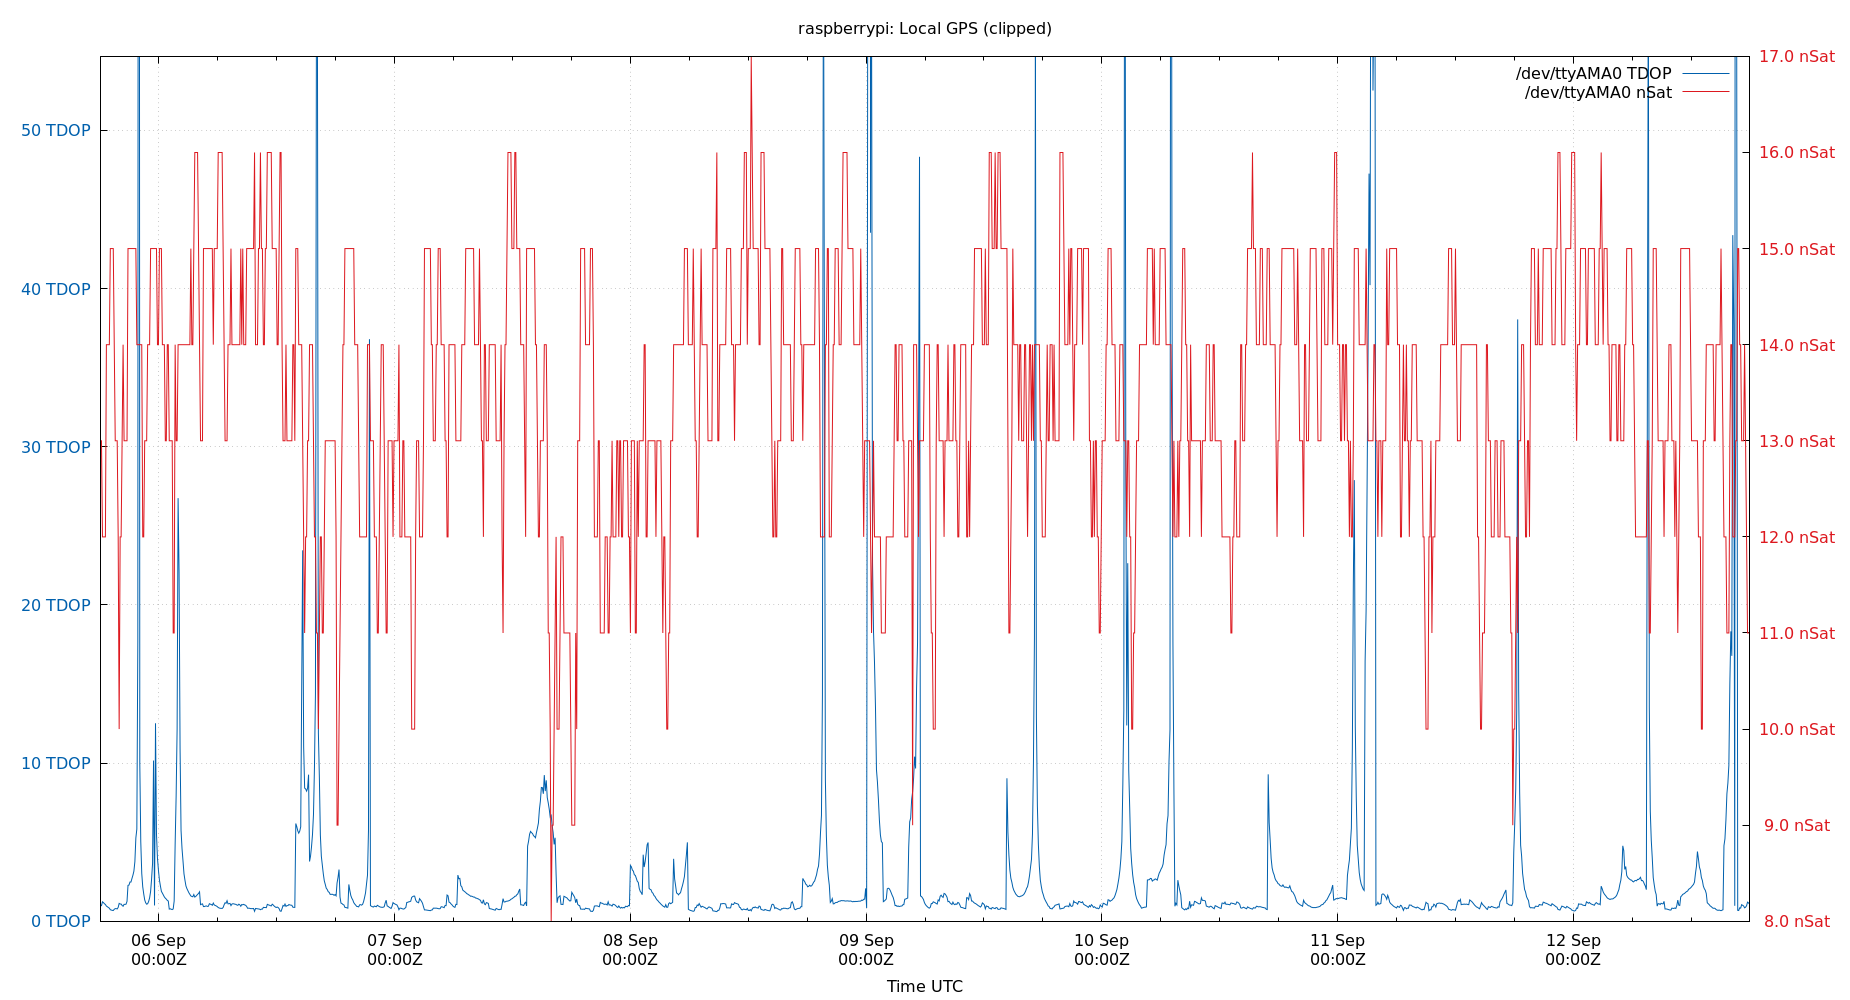 raspberrypi: Local GPS (clipped)
17.0 nSat
/dev/ttyAMA0 TDOP
/dev/ttyAMA0 nSat
50 TDOP
16.0 nSat
15.0 nSat
40 TDOP
14.0 nSat
30 TDOP
13.0 nSat
12.0 nSat
20 TDOP
11.0 nSat
10.0 nSat
10 TDOP
9.0 nSat
0 TDOP
8.0 nSat
06 Sep 07 Sep 08 Sep 09 Sep 10 Sep 11 Sep 12 Sep
00:00Z 00:00Z 00:00Z 00:00Z 00:00Z 00:00Z 00:00Z
Time UTC